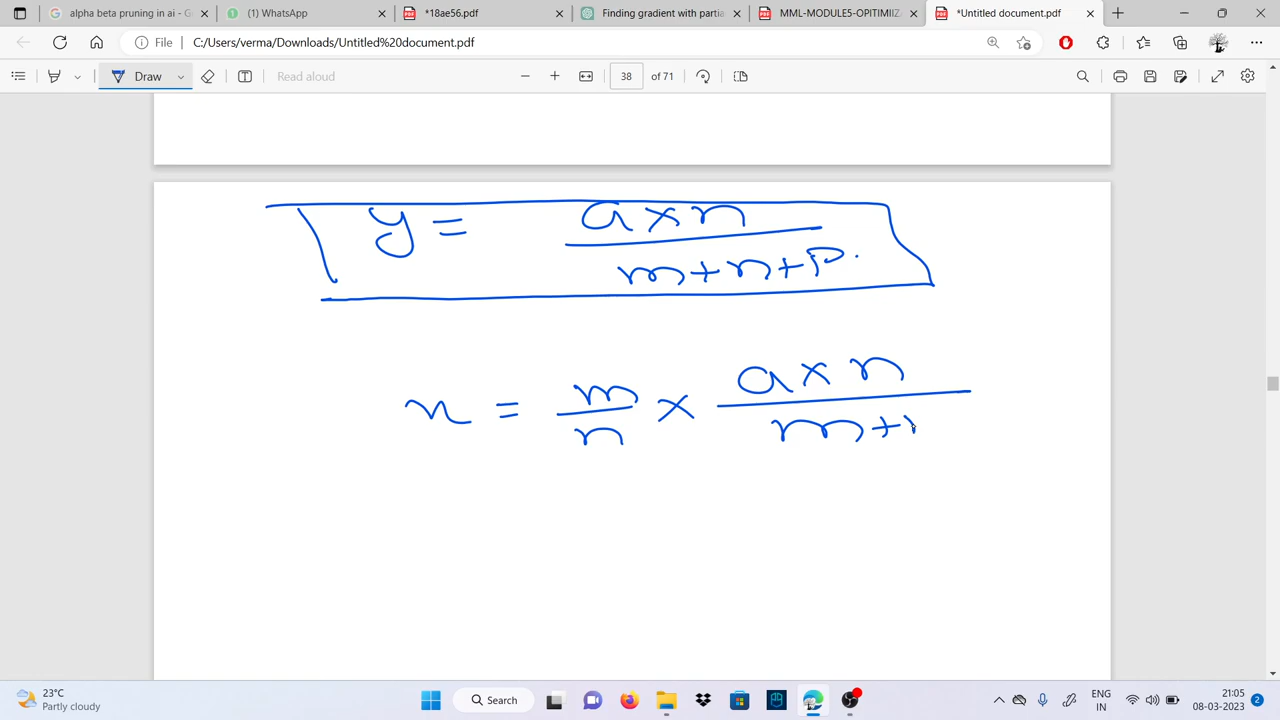 alpha beta pruning in ai - G
(1) WhatsApp
*18ae56.pdf
Finding gradient with partia
MML-MODULE5-OPITIMIIZA
*Untitled document.pdf
File C:/Users/verma/Downloads/Untitled%20document.pdf
Draw Read aloud 38 of 71
y = a × n
m + n + p.
x = m × a × n
n m +
23°C
Partly cloudy
Search
ENG
IN
21:05
08-03-2023
2